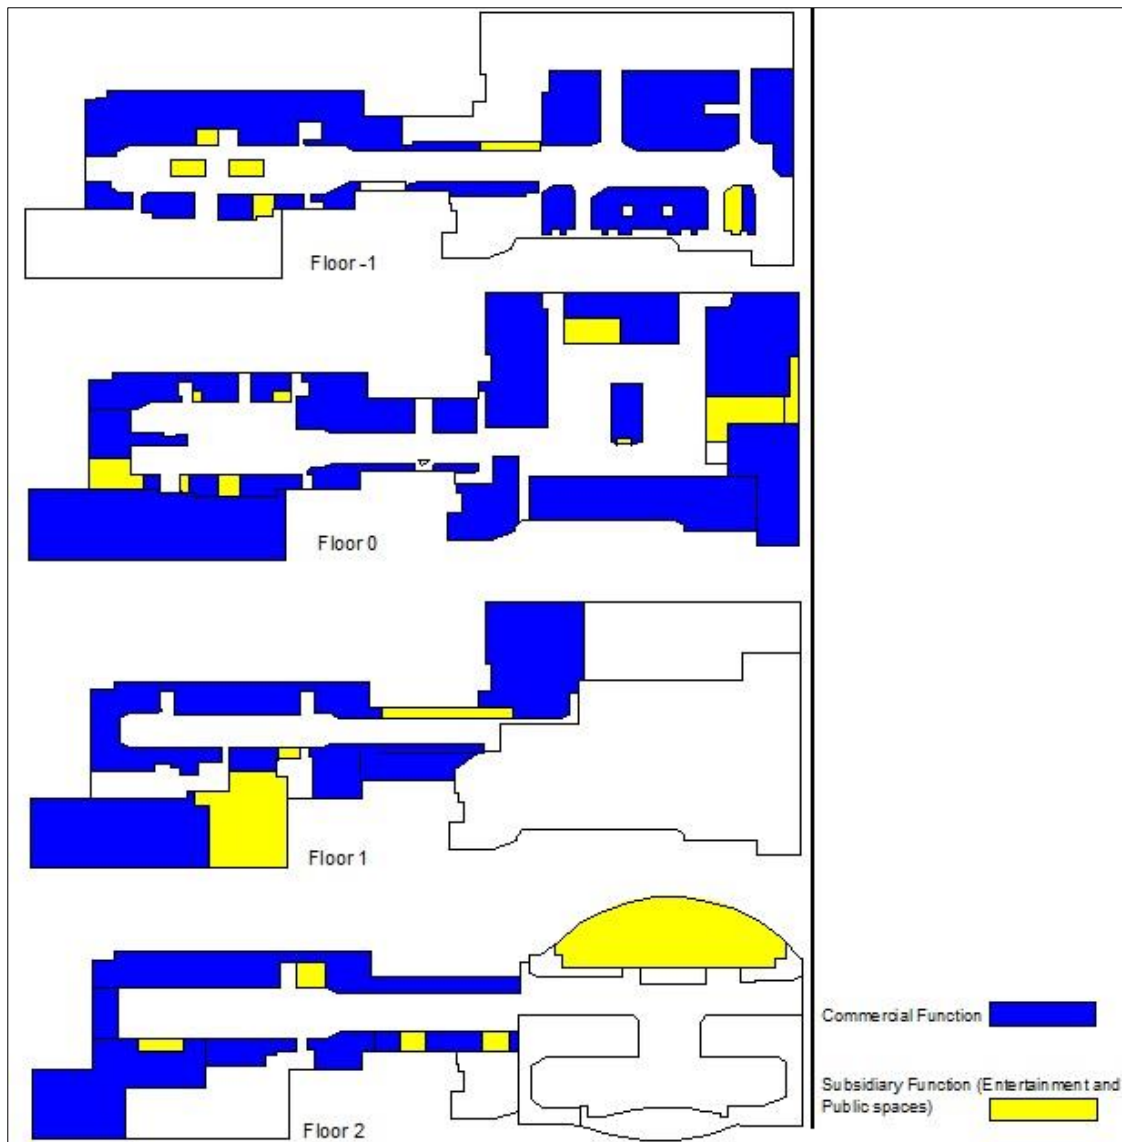 Floor -1
Floor 0
Floor 1
Floor 2
Commercial Function
Subsidiary Function (Entertainment and
Public spaces)